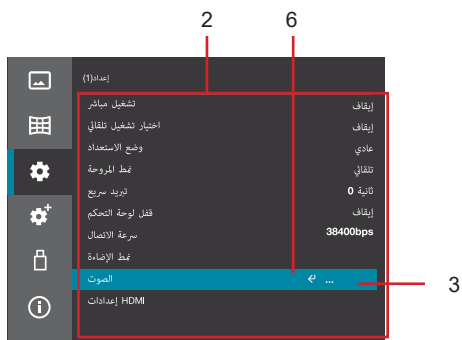 2 6
إعداد(1)
تشغيل مباشر إيقاف
اختيار تشغيل تلقائي إيقاف
وضع الاستعداد عادي
نمط المروحة تلقائي
تبريد سريع 0 ثانية
قفل لوحة التحكم إيقاف
سرعة الاتصال 38400bps
نمط الإضاءة
الصوت ...
3
إعدادات HDMI